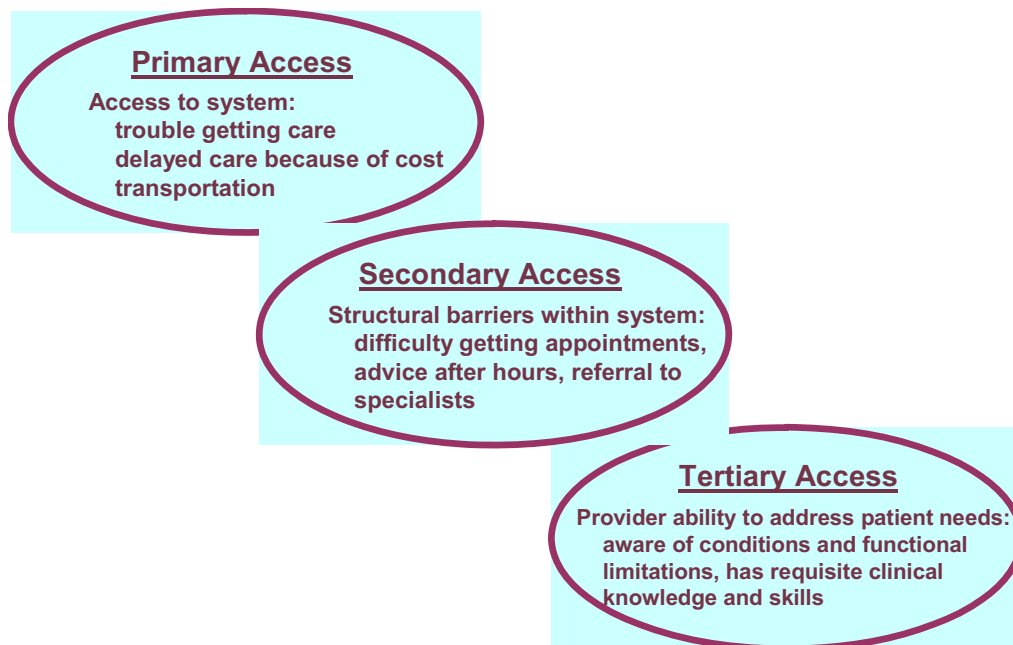 Primary Access
Access to system:
trouble getting care
delayed care because of cost
transportation
Secondary Access
Structural barriers within system:
difficulty getting appointments,
advice after hours, referral to
specialists
Tertiary Access
Provider ability to address patient needs:
aware of conditions and functional
limitations, has requisite clinical
knowledge and skills